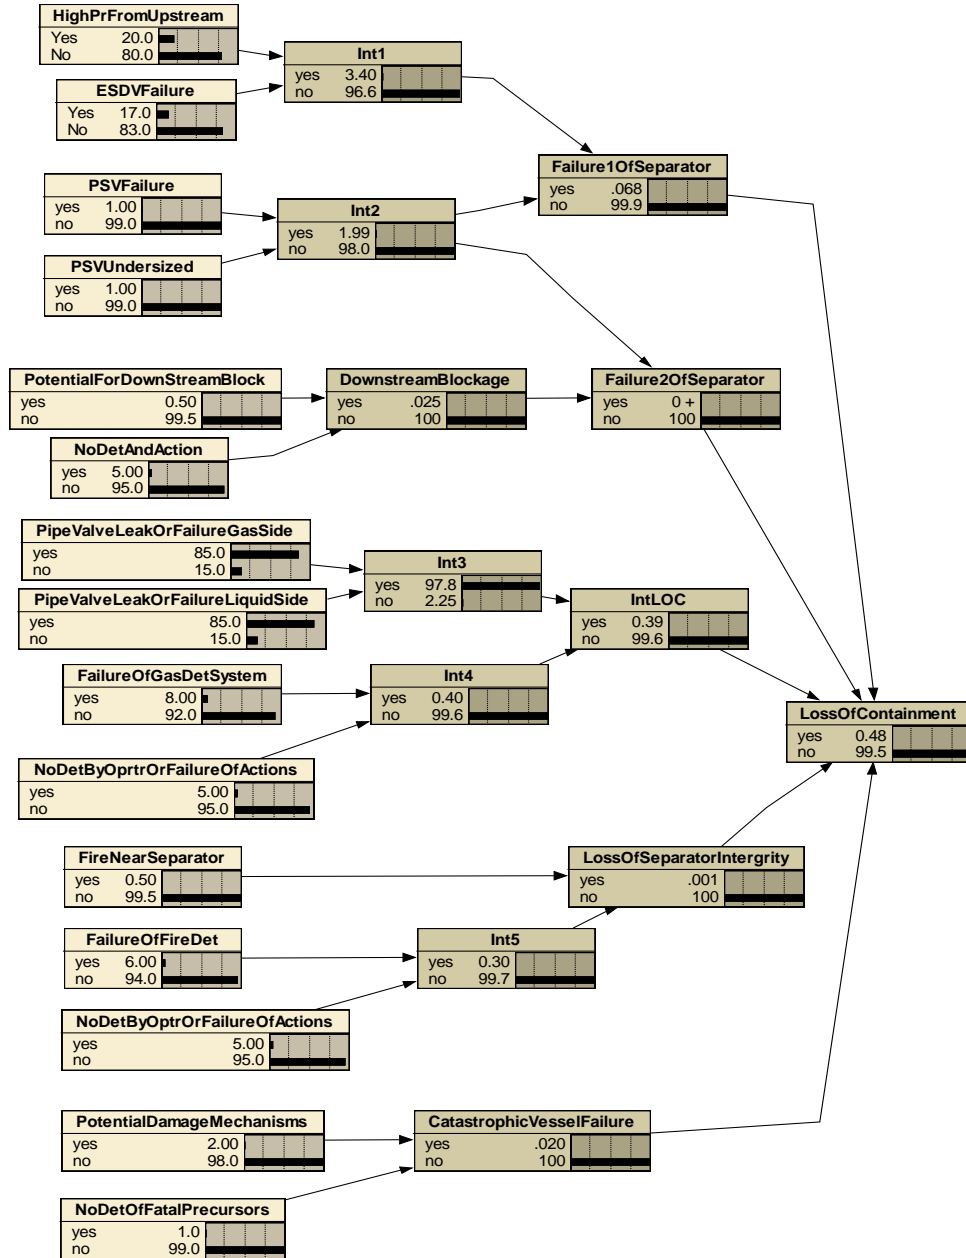 HighPrFromUpstream
Yes 20.0
No 80.0
Int1
yes 3.40
no 96.6
ESDVFailure
Yes 17.0
No 83.0
Failure1OfSeparator
yes .068
no 99.9
PSVFailure
yes 1.00
no 99.0
Int2
yes 1.99
no 98.0
PSVUndersized
yes 1.00
no 99.0
PotentialForDownStreamBlock
yes 0.50
no 99.5
DownstreamBlockage
yes .025
no 100
Failure2OfSeparator
yes 0 +
no 100
NoDetAndAction
yes 5.00
no 95.0
PipeValveLeakOrFailureGasSide
yes 85.0
no 15.0
Int3
yes 97.8
no 2.25
PipeValveLeakOrFailureLiquidSide
yes 85.0
no 15.0
IntLOC
yes 0.39
no 99.6
FailureOfGasDetSystem
yes 8.00
no 92.0
Int4
yes 0.40
no 99.6
LossOfContainment
yes 0.48
no 99.5
NoDetByOprtrOrFailureOfActions
yes 5.00
no 95.0
FireNearSeparator
yes 0.50
no 99.5
LossOfSeparatorIntergrity
yes .001
no 100
FailureOfFireDet
yes 6.00
no 94.0
Int5
yes 0.30
no 99.7
NoDetByOptrOrFailureOfActions
yes 5.00
no 95.0
PotentialDamageMechanisms
yes 2.00
no 98.0
CatastrophicVesselFailure
yes .020
no 100
NoDetOfFatalPrecursors
yes 1.0
no 99.0